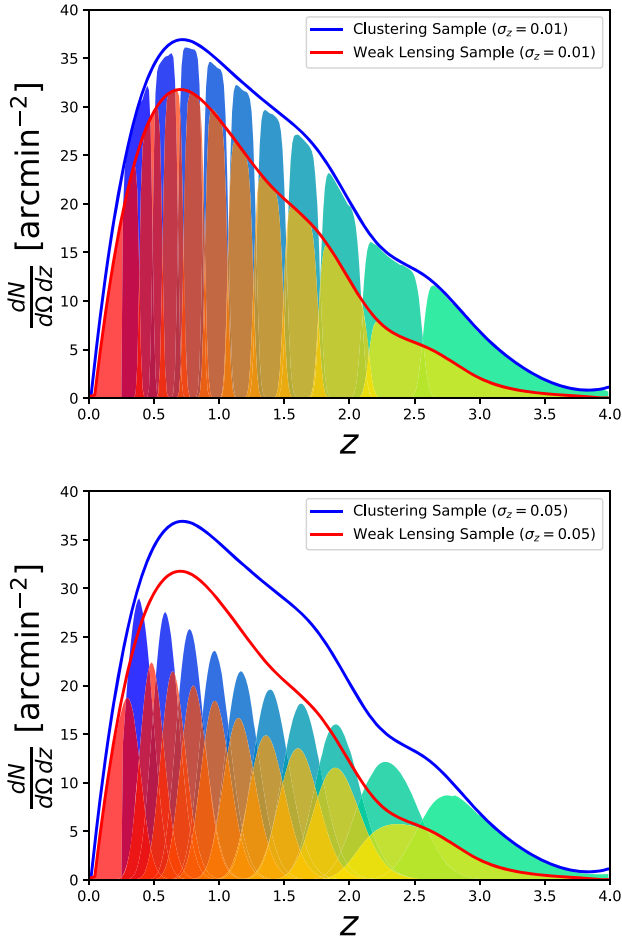 40
35
30
25
20
15
10
5
0
dN
dΩ dz [arcmin⁻²]
Clustering Sample (σz = 0.01)
Weak Lensing Sample (σz = 0.01)
0.0 0.5 1.0 1.5 2.0 2.5 3.0 3.5 4.0
z
40
35
30
25
20
15
10
5
0
dN
dΩ dz [arcmin⁻²]
Clustering Sample (σz = 0.05)
Weak Lensing Sample (σz = 0.05)
0.0 0.5 1.0 1.5 2.0 2.5 3.0 3.5 4.0
z